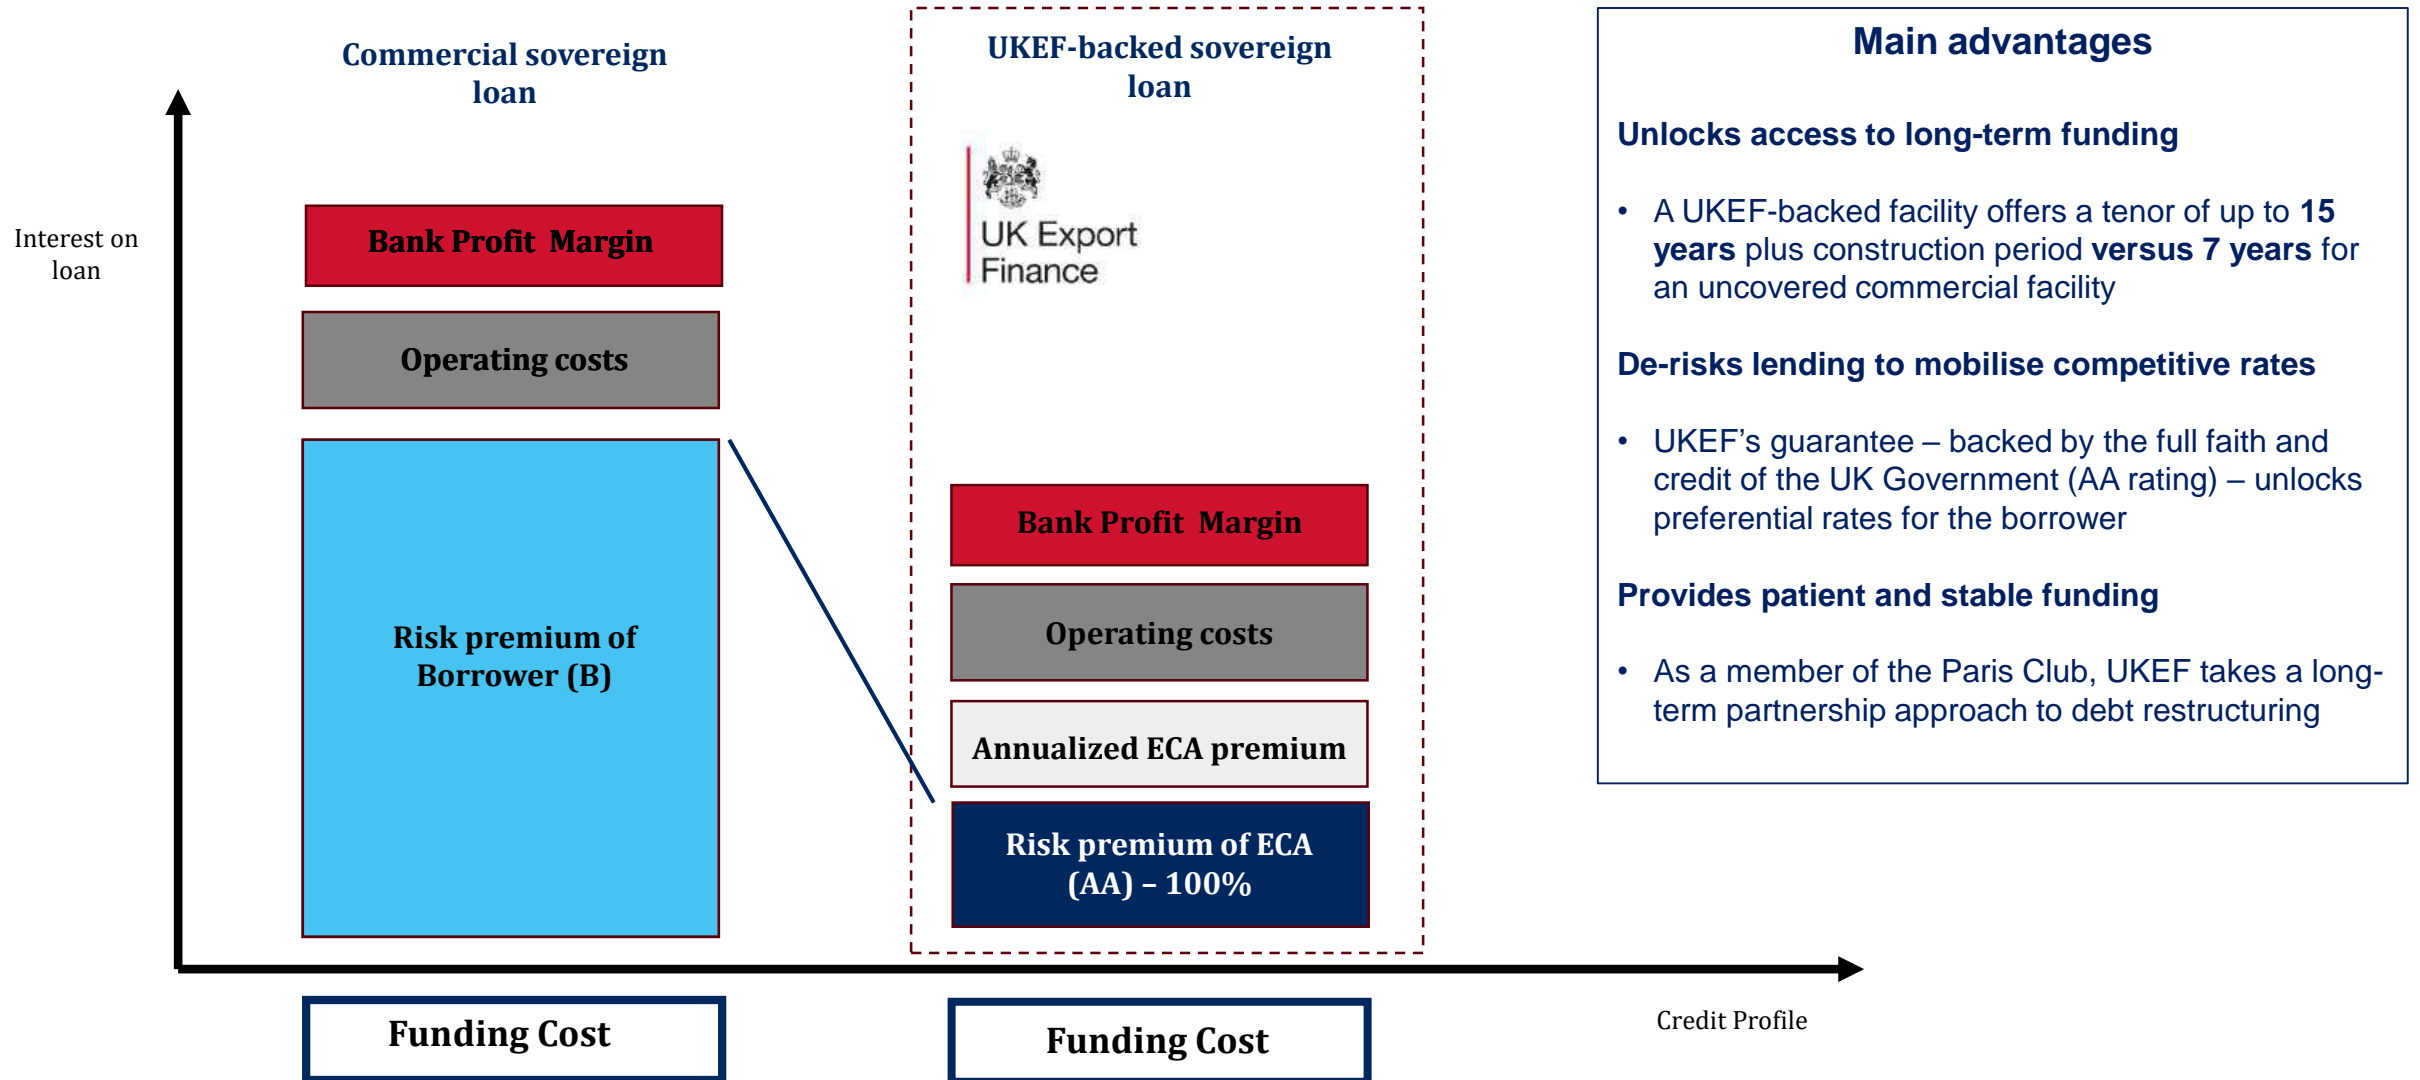 Commercial sovereign
loan
Interest on
loan
Bank Profit  Margin
Operating costs
Risk premium of
Borrower (B)
Funding Cost
UKEF-backed sovereign
loan
UK Export
Finance
Bank Profit  Margin
Operating costs
Annualized ECA premium
Risk premium of ECA
(AA) – 100%
Funding Cost
Credit Profile
Main advantages
Unlocks access to long-term funding
• A UKEF-backed facility offers a tenor of up to 15
years plus construction period versus 7 years for
an uncovered commercial facility
De-risks lending to mobilise competitive rates
• UKEF’s guarantee – backed by the full faith and
credit of the UK Government (AA rating) – unlocks
preferential rates for the borrower
Provides patient and stable funding
• As a member of the Paris Club, UKEF takes a long-
term partnership approach to debt restructuring